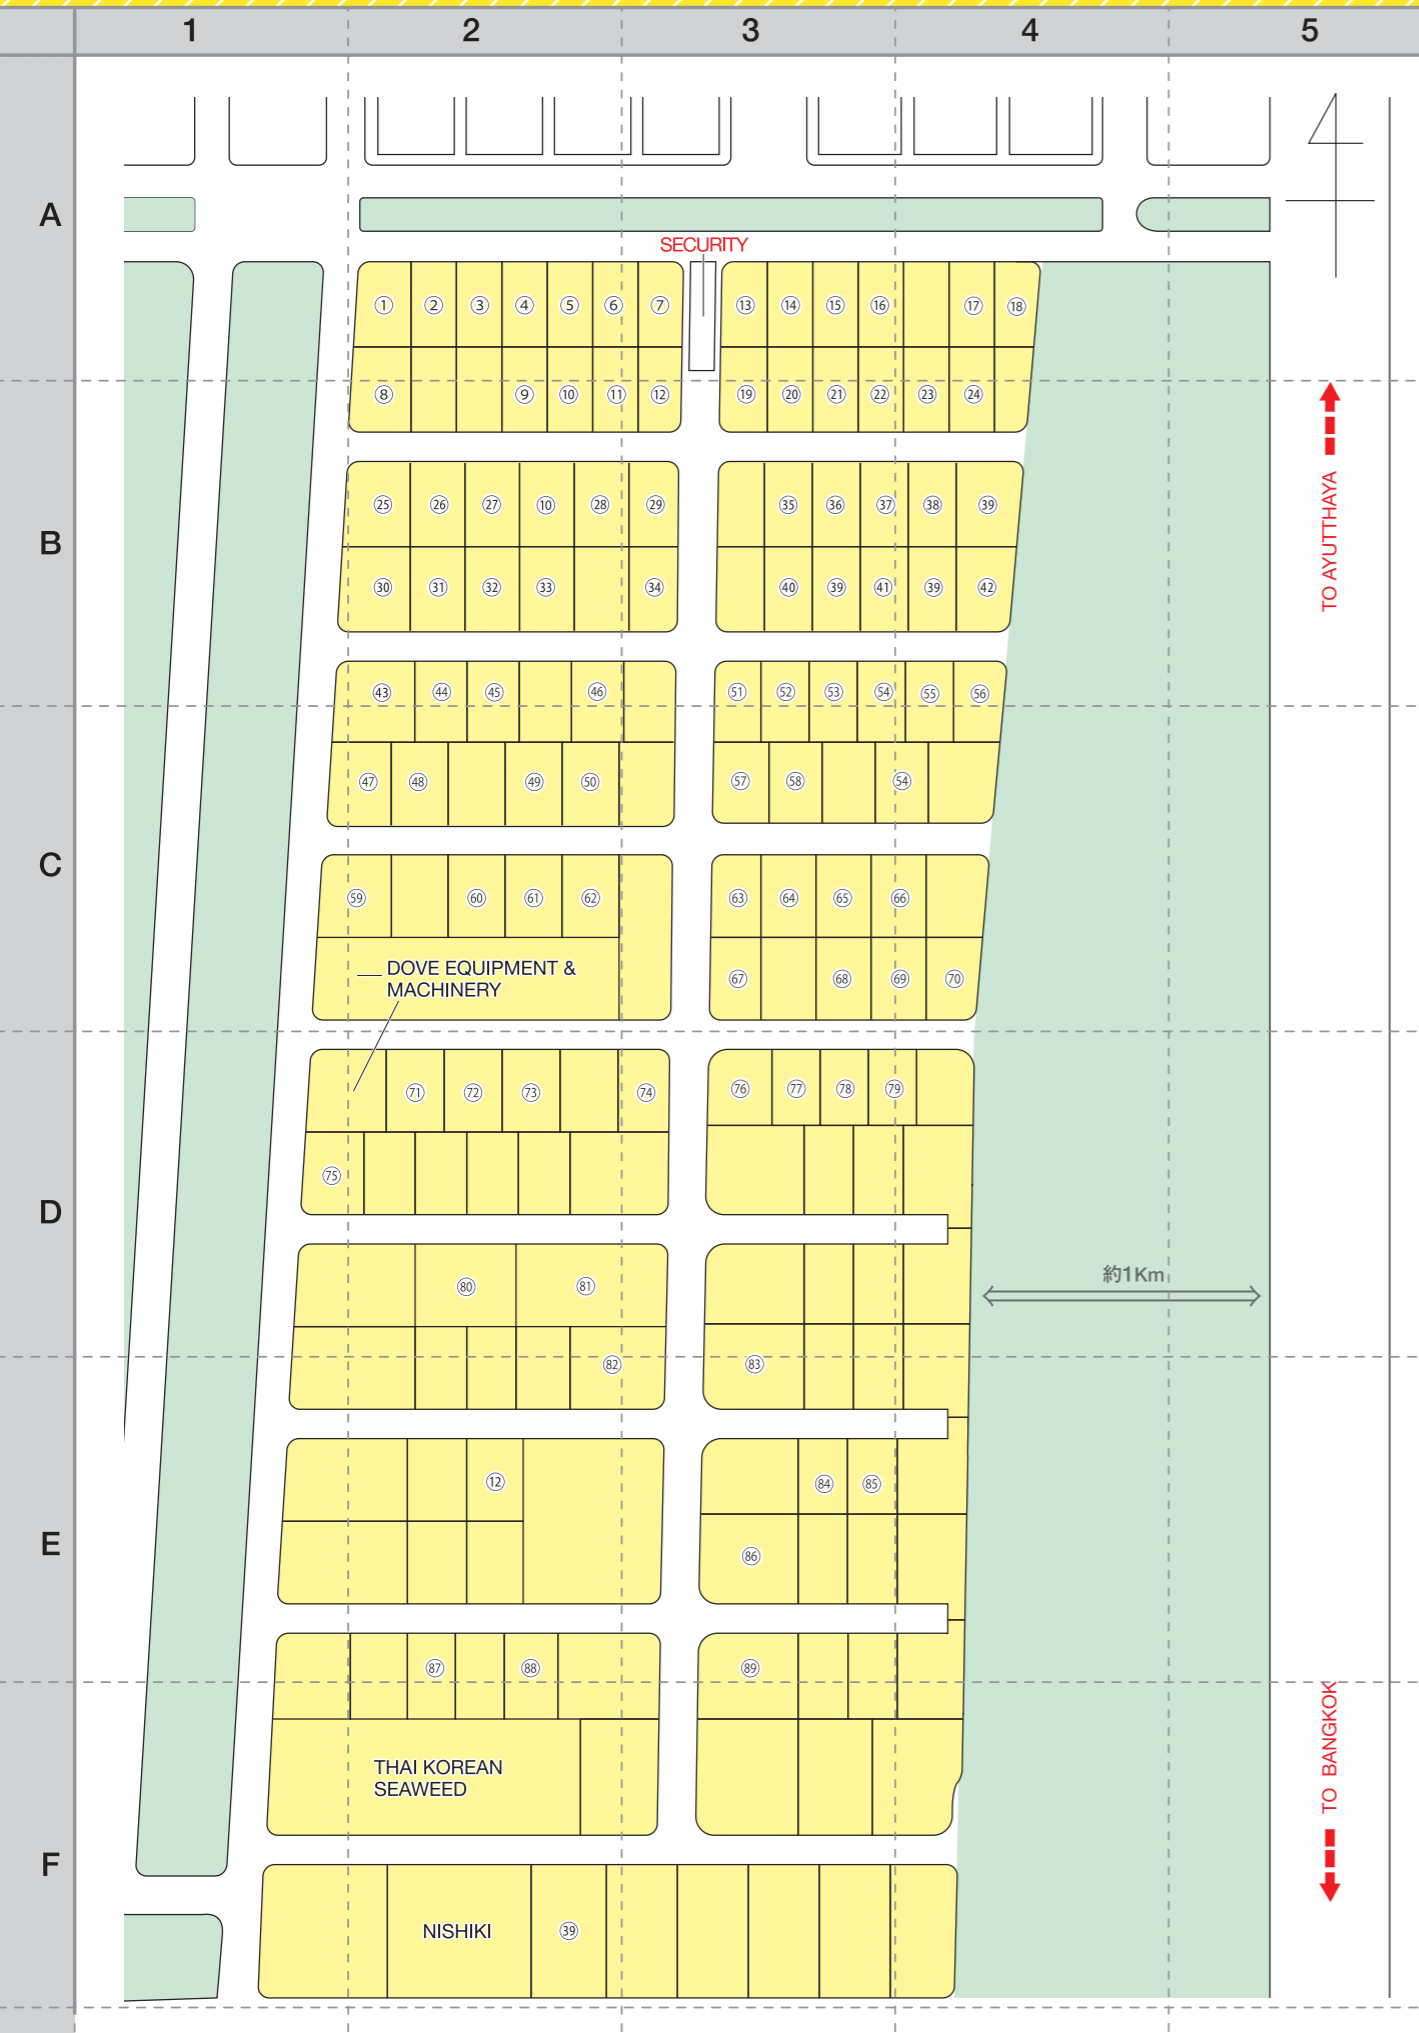 1 2 3 4 5
A
SECURITY
① ② ③ ④ ⑤ ⑥ ⑦ ⑬ ⑭ ⑮ ⑯ ⑰ ⑱
⑧ ⑨ ⑩ ⑪ ⑫ ⑲ ⑳ ㉑ ㉒ ㉓ ㉔
TO AYUTTHAYA
B
㉕ ㉖ ㉗ ⑩ ㉘ ㉙ ㉟ ㊱ ㊲ ㊳ ㊴
㉚ ㉛ ㉜ ㉝ ㉞ ㊵ ㊴ ㊶ ㊴ ㊷
㊸ ㊹ ㊺ ㊻ 51 52 53 54 55 56
㊼ ㊽ ㊾ ㊿ 57 58 54
C
59 60 61 62 63 64 65 66
67 68 69 70
DOVE EQUIPMENT &
MACHINERY
71 72 73 74 76 77 78 79
75
D
80 81
約1Km
82 83
12 84 85
E
86
87 88 89
TO BANGKOK
THAI KOREAN
SEAWEED
F
NISHIKI ㊴